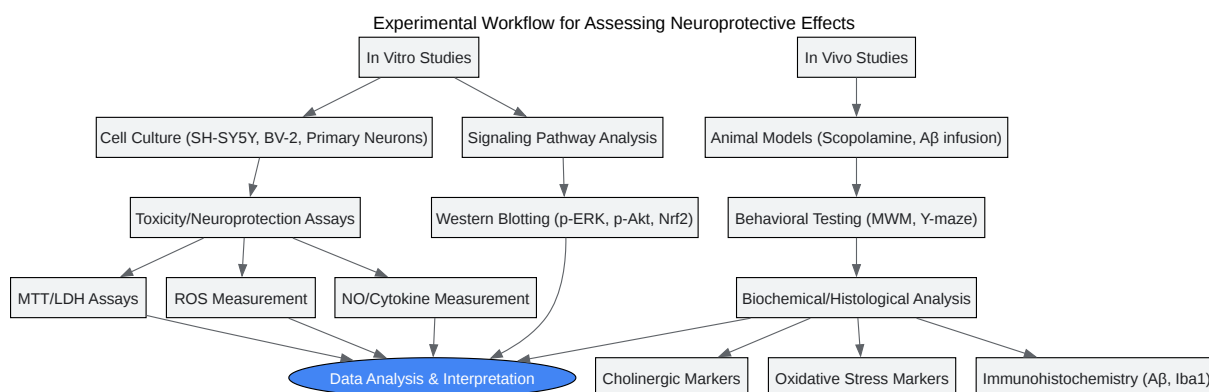 Experimental Workflow for Assessing Neuroprotective Effects
In Vitro Studies
In Vivo Studies
Cell Culture (SH-SY5Y, BV-2, Primary Neurons)
Signaling Pathway Analysis
Animal Models (Scopolamine, Aβ infusion)
Toxicity/Neuroprotection Assays
Western Blotting (p-ERK, p-Akt, Nrf2)
Behavioral Testing (MWM, Y-maze)
MTT/LDH Assays
ROS Measurement
NO/Cytokine Measurement
Biochemical/Histological Analysis
Data Analysis & Interpretation
Cholinergic Markers
Oxidative Stress Markers
Immunohistochemistry (Aβ, Iba1)